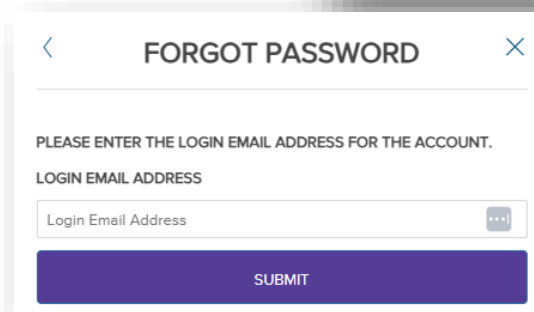 FORGOT PASSWORD
PLEASE ENTER THE LOGIN EMAIL ADDRESS FOR THE ACCOUNT.
LOGIN EMAIL ADDRESS
Login Email Address
SUBMIT